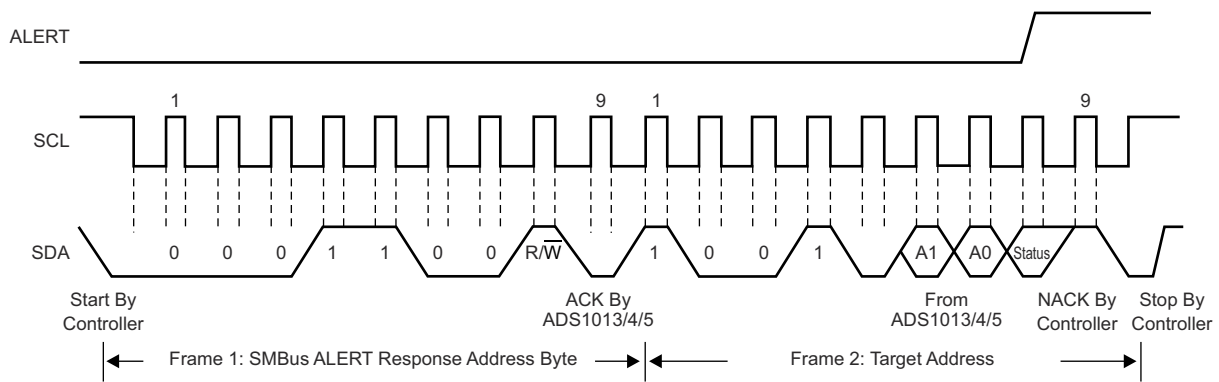 ALERT
1 9 1 9
SCL
SDA
0 0 0 1 1 0 0 R/W 1 0 0 1 A1 A0 Status
Start By
Controller
ACK By
ADS1013/4/5
From
ADS1013/4/5
NACK By
Controller
Stop By
Controller
Frame 1: SMBus ALERT Response Address Byte
Frame 2: Target Address